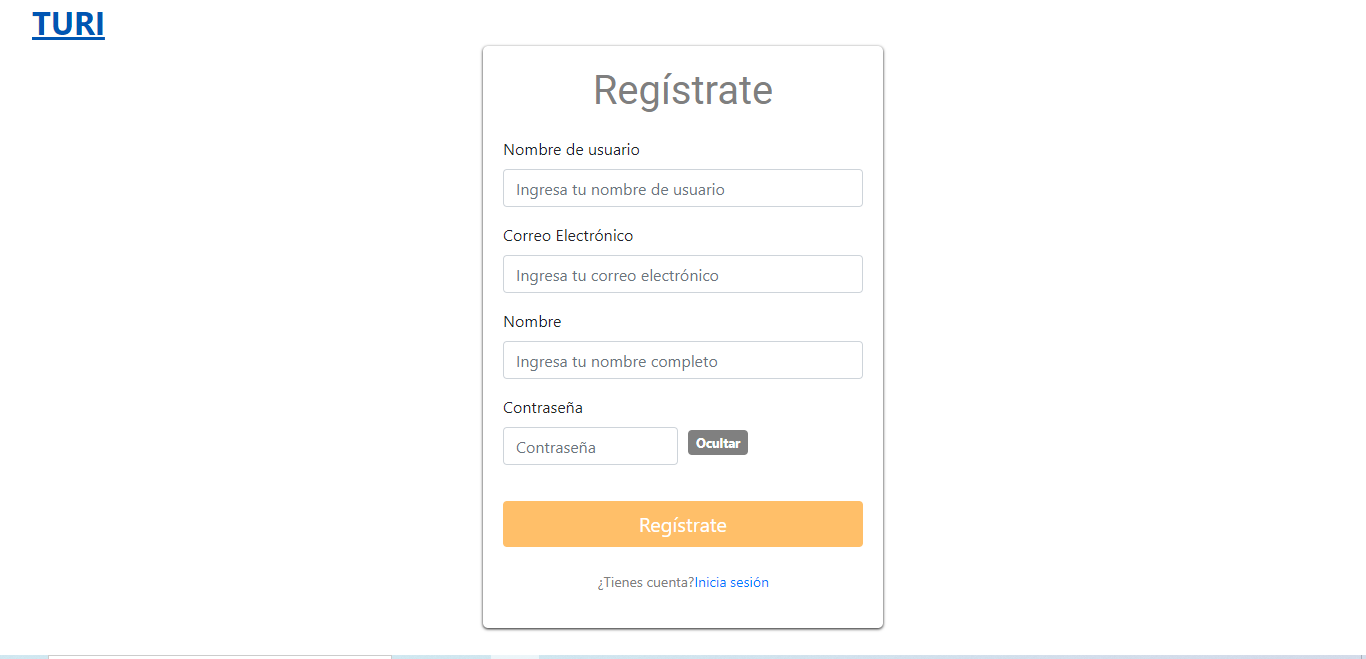 TURI
Regístrate
Nombre de usuario
Ingresa tu nombre de usuario
Correo Electrónico
Ingresa tu correo electrónico
Nombre
Ingresa tu nombre completo
Contraseña
Contraseña Ocultar
Regístrate
¿Tienes cuenta?Inicia sesión